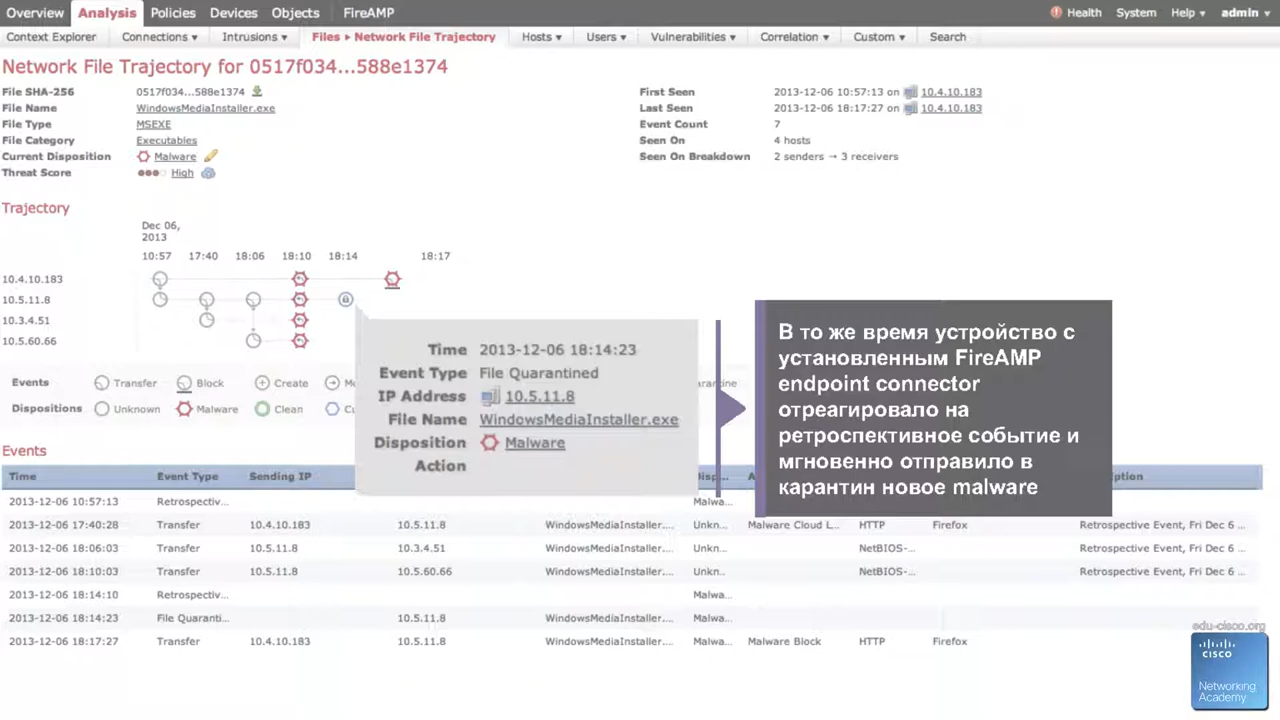 Overview Analysis Policies Devices Objects FireAMP Health System Help ▾ admin ▾
Context Explorer Connections ▾ Intrusions ▾ Files ▸ Network File Trajectory Hosts ▾ Users ▾ Vulnerabilities ▾ Correlation ▾ Custom ▾ Search
Network File Trajectory for 0517f034...588e1374
File SHA-256 0517f034...588e1374 First Seen 2013-12-06 10:57:13 on 10.4.10.183
File Name WindowsMediaInstaller.exe Last Seen 2013-12-06 18:17:27 on 10.4.10.183
File Type MSEXE Event Count 7
File Category Executables Seen On 4 hosts
Current Disposition Malware Seen On Breakdown 2 senders → 3 receivers
Threat Score High
Trajectory
Dec 06,
2013
10:57 17:40 18:06 18:10 18:14 18:17
10.4.10.183
10.5.11.8
10.3.4.51
10.5.60.66
Time 2013-12-06 18:14:23
Event Type File Quarantined
IP Address 10.5.11.8
File Name WindowsMediaInstaller.exe
Disposition Malware
Action
В то же время устройство с
установленным FireAMP
endpoint connector
отреагировало на
ретроспективное событие и
мгновенно отправило в
карантин новое malware
Events Transfer Block Create
Dispositions Unknown Malware Clean
Events
Time Event Type Sending IP
2013-12-06 10:57:13 Retrospectiv... Malwa...
2013-12-06 17:40:28 Transfer 10.4.10.183 10.5.11.8 WindowsMediaInstaller.... Unkn... Malware Cloud L... HTTP Firefox Retrospective Event, Fri Dec 6 ...
2013-12-06 18:06:03 Transfer 10.5.11.8 10.3.4.51 WindowsMediaInstaller.... Unkn... NetBIOS-... Retrospective Event, Fri Dec 6 ...
2013-12-06 18:10:03 Transfer 10.5.11.8 10.5.60.66 WindowsMediaInstaller.... Unkn.. NetBIOS-... Retrospective Event, Fri Dec 6 ...
2013-12-06 18:14:10 Retrospectiv... Malwa...
2013-12-06 18:14:23 File Quaranti... 10.5.11.8 WindowsMediaInstaller.... Malwa...
2013-12-06 18:17:27 Transfer 10.4.10.183 10.5.11.8 WindowsMediaInstaller.... Malwa... Malware Block HTTP Firefox
edu-cisco.org
CISCO
Networking
Academy